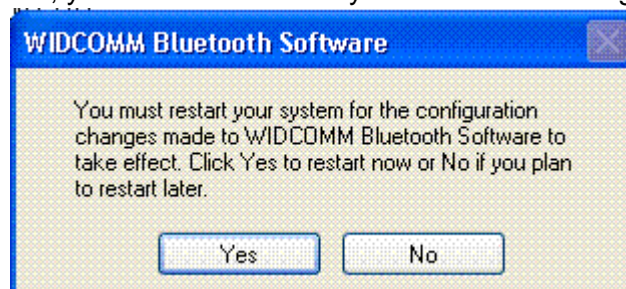 WIDCOMM Bluetooth Software
You must restart your system for the configuration
changes made to WIDCOMM Bluetooth Software to
take effect. Click Yes to restart now or No if you plan
to restart later.
Yes
No